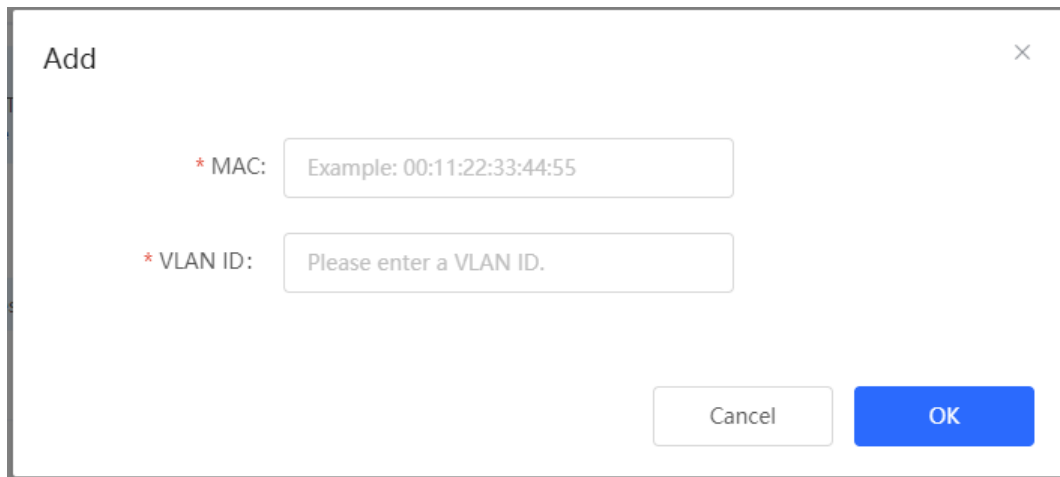 Add
* MAC: Example: 00:11:22:33:44:55
* VLAN ID: Please enter a VLAN ID.
Cancel OK